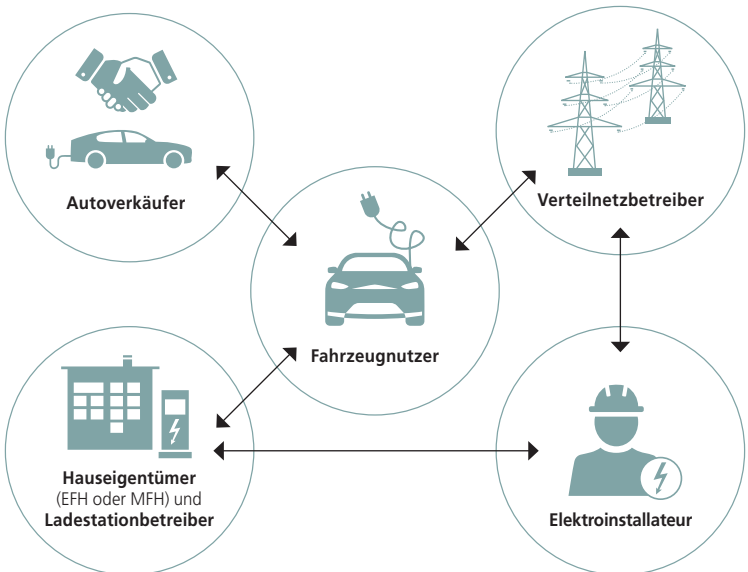 Autoverkäufer
Verteilnetzbetreiber
Fahrzeugnutzer
Hauseigentümer
(EFH oder MFH) und
Ladestationbetreiber
Elektroinstallateur